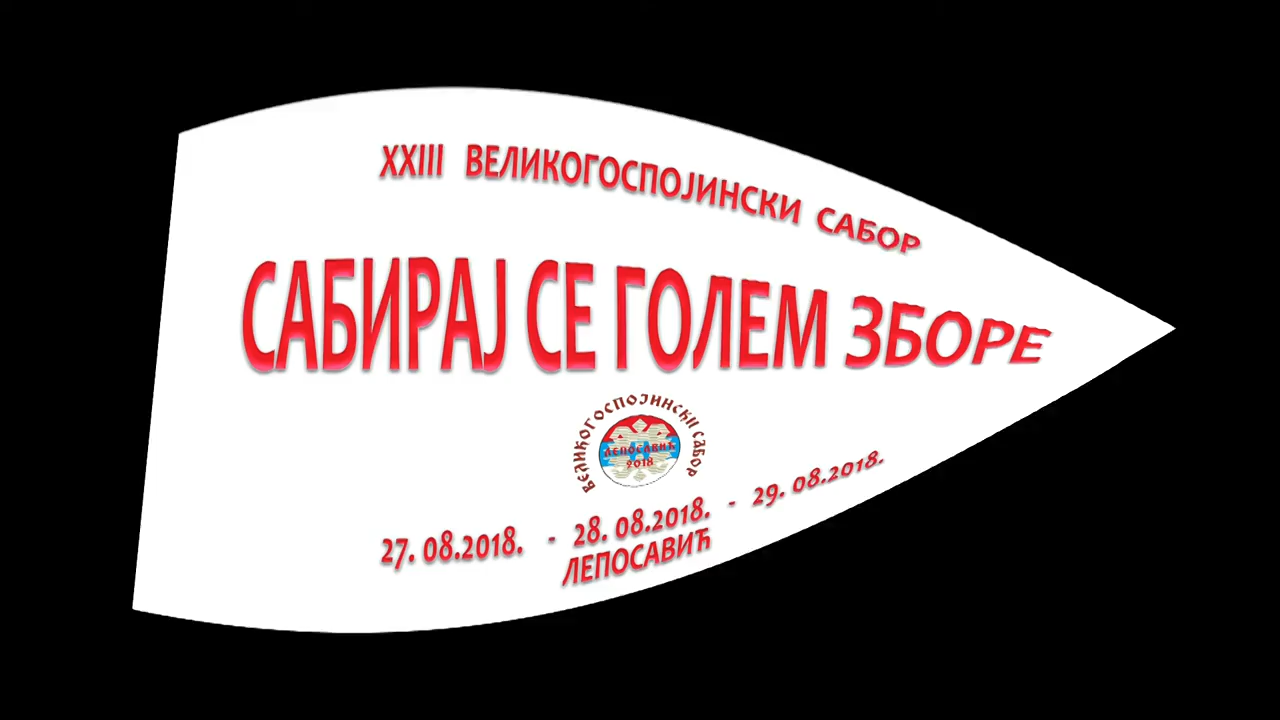 XXIII ВЕЛИКОГОСПОЈИНСКИ САБОР
САБИРАЈ СЕ ГОЛЕМ ЗБОРЕ
ВЕЛИКОГОСПОЈИНСКИ САБОР
ЛЕПОСАВИЋ
2018
27. 08.2018. - 28. 08.2018. - 29. 08.2018.
ЛЕПОСАВИЋ